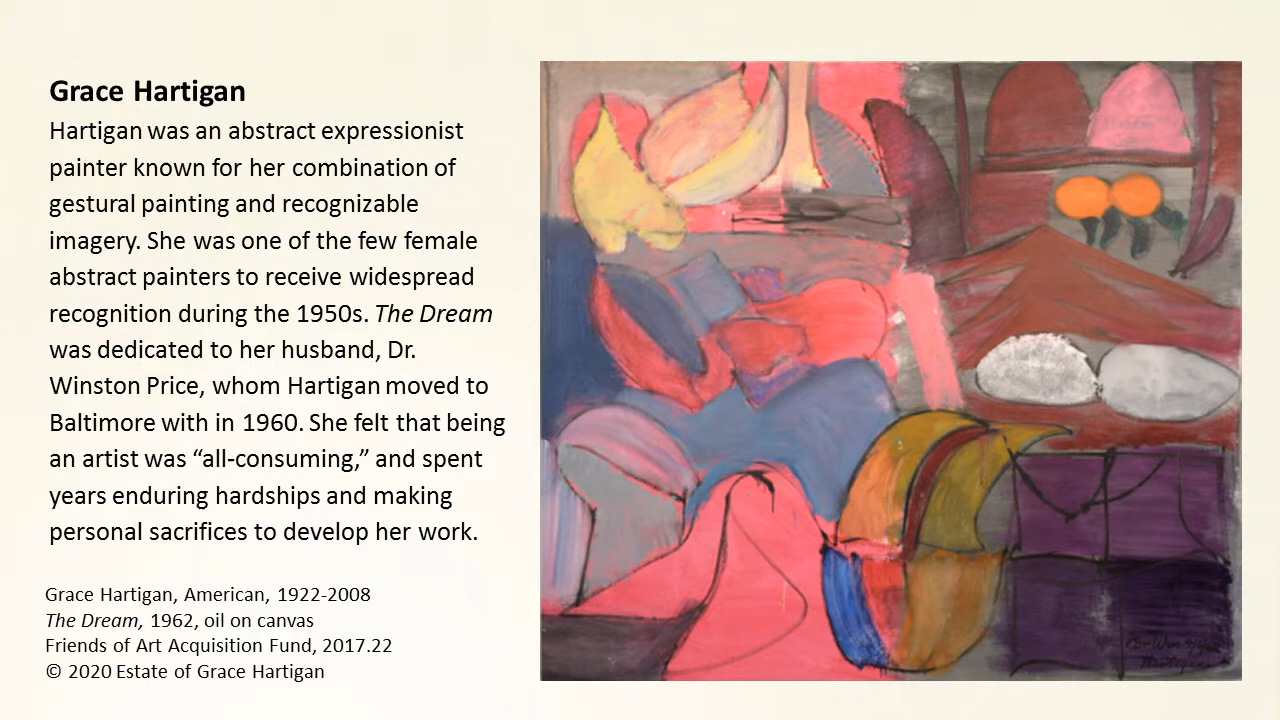 Grace Hartigan
Hartigan was an abstract expressionist
painter known for her combination of
gestural painting and recognizable
imagery. She was one of the few female
abstract painters to receive widespread
recognition during the 1950s. The Dream
was dedicated to her husband, Dr.
Winston Price, whom Hartigan moved to
Baltimore with in 1960. She felt that being
an artist was “all-consuming,” and spent
years enduring hardships and making
personal sacrifices to develop her work.
Grace Hartigan, American, 1922-2008
The Dream, 1962, oil on canvas
Friends of Art Acquisition Fund, 2017.22
© 2020 Estate of Grace Hartigan
Hartigan